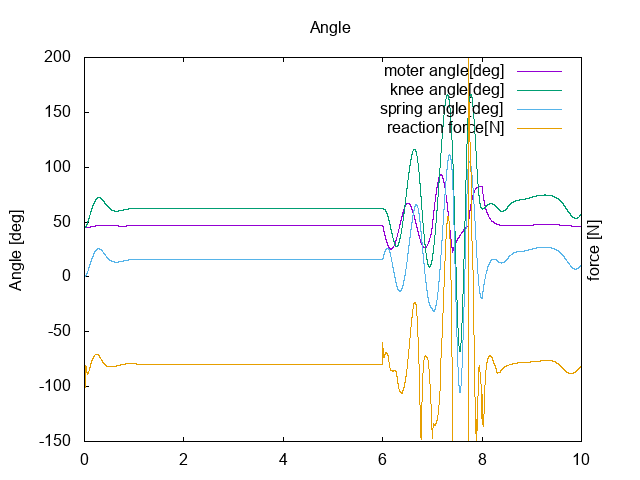 Angle
200
150
100
50
0
-50
-100
-150
0 2 4 6 8 10
Angle [deg]
force [N]
moter angle[deg]
knee angle[deg]
spring angle[deg]
reaction force[N]